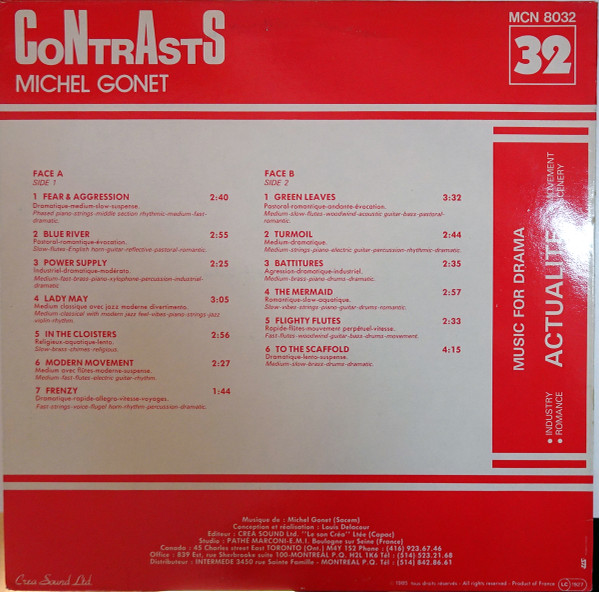 CoNtrAstS
MICHEL GONET
MCN 8032
32
FACE A
SIDE 1
1 FEAR & AGGRESSION 2:40
Dramatique-medium-slow-suspense.
Phased piano-strings-middle section rhythmic-medium-fast-
dramatic.
2 BLUE RIVER 2:55
Pastoral-romantique-évocation.
Slow-flutes-English horn-guitar-reflective-pastoral-romantic.
3 POWER SUPPLY 2:25
Industriel-dramatique-modérato.
Medium-fast-brass-piano-xylophone-percussion-industrial-
dramatic.
4 LADY MAY 3:05
Medium classique avec jazz moderne divertimento.
Medium-classical with modern jazz feel-vibes-piano-strings-jazz
violin-rhythm.
5 IN THE CLOISTERS 2:56
Religieux-aquatique-lento.
Slow-brass-chimes-religious.
6 MODERN MOVEMENT 2:27
Medium avec flûtes-moderne-suspense.
Medium-fast-flutes-electric guitar-rhythm.
7 FRENZY 1:44
Dramatique-rapide-allegro-vitesse-voyages.
Fast-strings-voice-flugel horn-rhythm-percussion-dramatic.
FACE B
SIDE 2
1 GREEN LEAVES 3:32
Pastoral-romantique-andante-évocation.
Medium-slow-flutes-woodwind-acoustic guitar-bass-pastoral-
romantic.
2 TURMOIL 2:44
Medium-dramatique.
Medium-strings-piano-electric guitar-percussion-rhythmic-dramatic.
3 BATTITURES 2:35
Agression-dramatique-industriel.
Medium-brass-piano-drums-dramatic.
4 THE MERMAID 2:57
Romantique-slow-aquatique.
Slow-vibes-strings-piano-guitar-drums-romantic.
5 FLIGHTY FLUTES 2:33
Rapide-flûtes-mouvement perpétuel-vitesse.
Fast-flutes-woodwind-guitar-bass-drums-movement.
6 TO THE SCAFFOLD 4:15
Dramatique-lento-suspense.
Medium-slow-brass-drums-dramatic.
MUSIC FOR DRAMA
ACTUALITE
• INDUSTRY
• ROMANCE
Musique de : Michel Gonet (Sacem)
Conception et réalisation : Louis Delacour
Editeur : CREA SOUND Ltd. "Le son Créa" Ltée (Capac)
Studio : PATHÉ MARCONI-E.M.I. Boulogne sur Seine (France)
Canada : 45 Charles street East TORONTO (Ont.) MAY 152 Phone : (416) 923.67.46
Office : 839 Est, rue Sherbrooke suite 100-MONTREAL P.Q. H2L 1K6 Tél : (514) 523.21.68
Distributeur : INTERMEDE 5430 rue Sainte Famille - MONTREAL P.Q. Tél : (514) 842.86.61
Crea Sound Ltd.
tous droits réservés - All rights reserved - Product of France